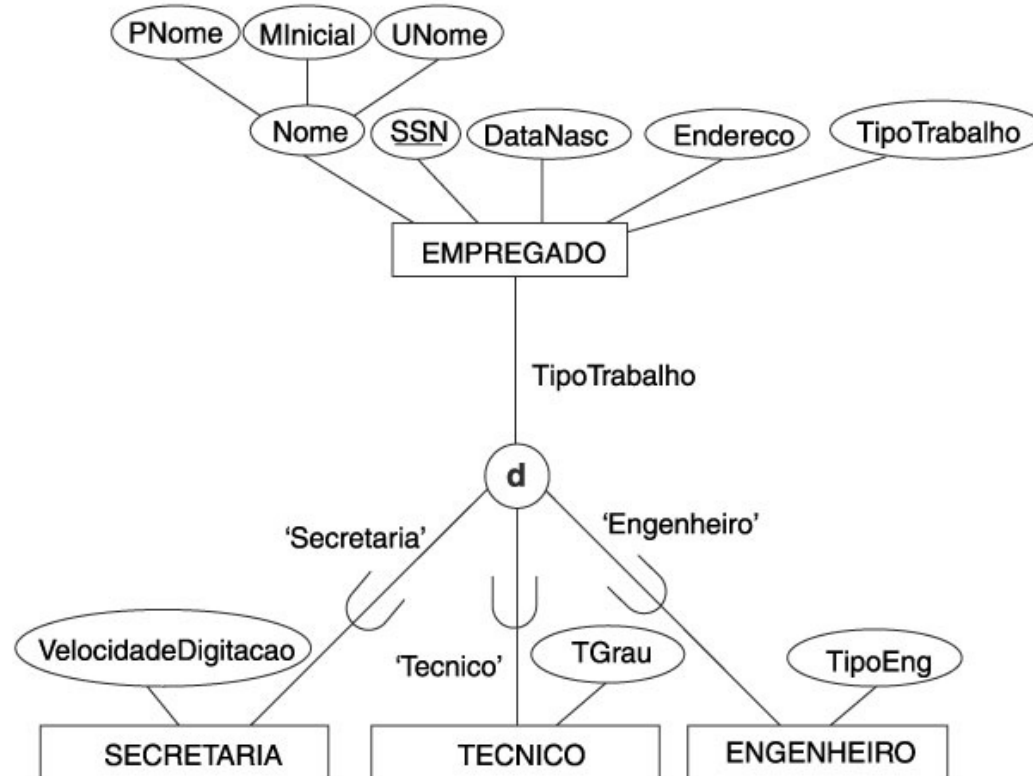 PNome MInicial UNome
Nome SSN DataNasc Endereco TipoTrabalho
EMPREGADO
TipoTrabalho
d
‘Secretaria’ ‘Engenheiro’
VelocidadeDigitacao ‘Tecnico’ TGrau TipoEng
SECRETARIA TECNICO ENGENHEIRO